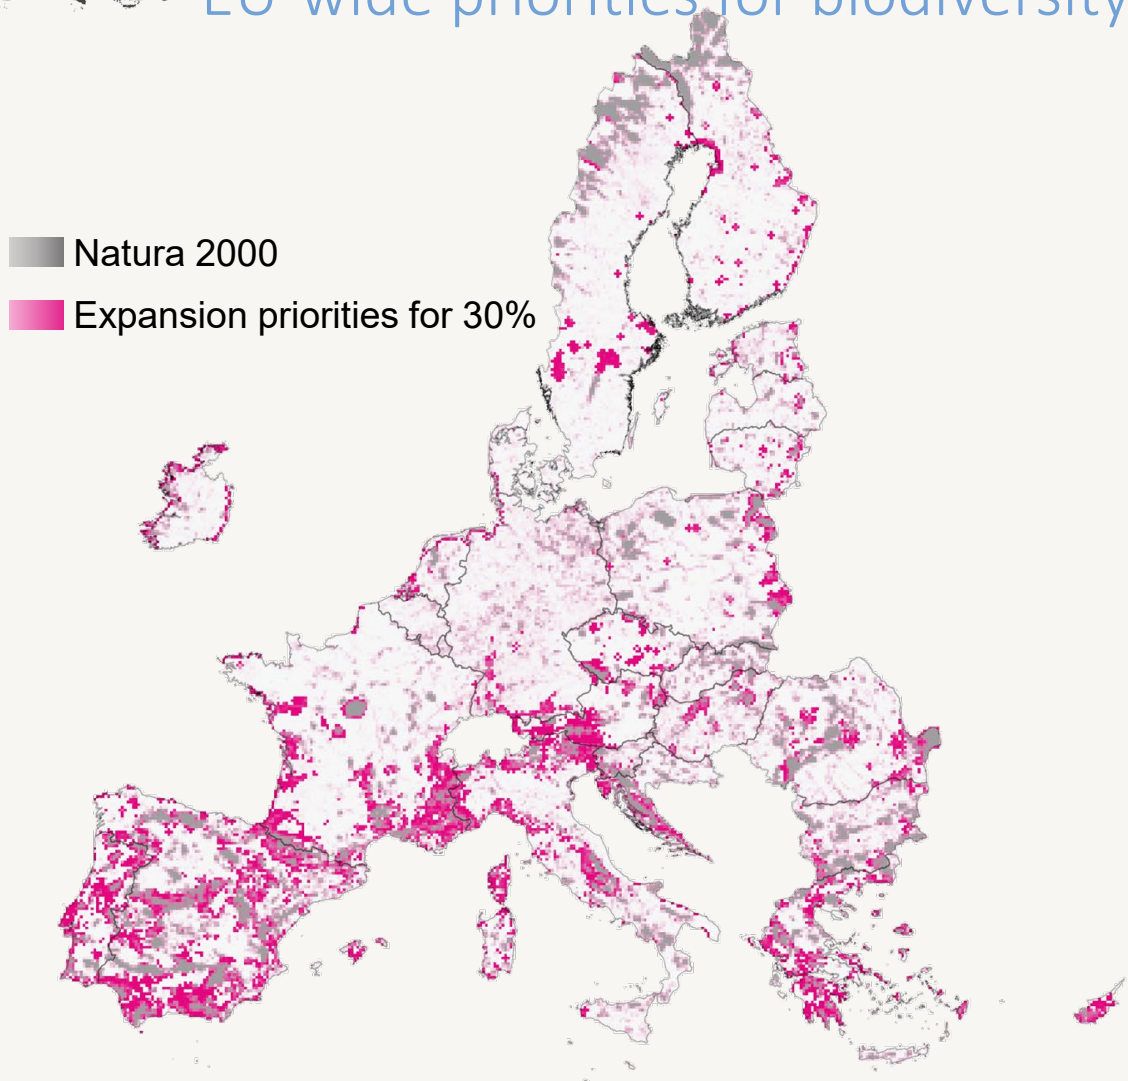 EU-wide priorities for biodiversity
Natura 2000
Expansion priorities for 30%